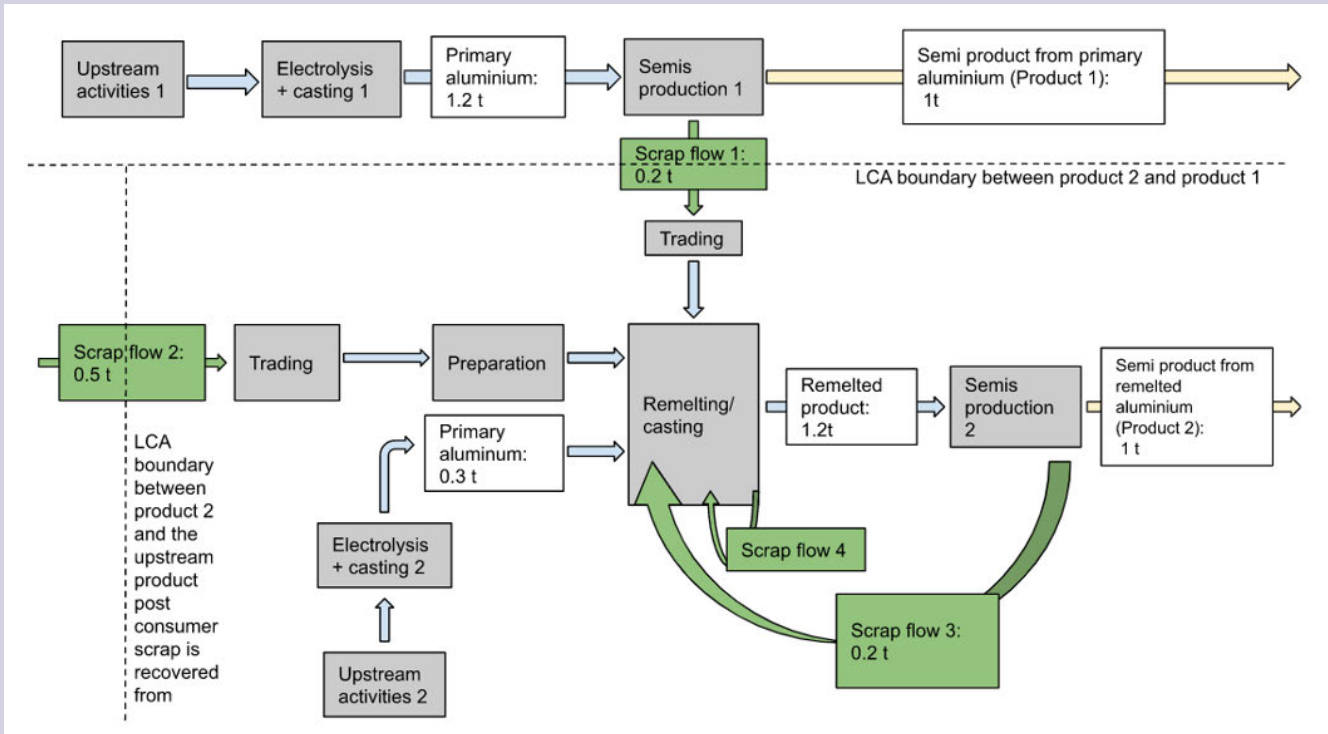 Upstream
activities 1
Electrolysis
+ casting 1
Primary
aluminium:
1.2 t
Semis
production 1
Semi product from primary
aluminium (Product 1):
1t
Scrap flow 1:
0.2 t
LCA boundary between product 2 and product 1
Trading
Scrap flow 2:
0.5 t
Trading
Preparation
Remelting/
casting
Remelted
product:
1.2t
Semis
production
2
Semi product from
remelted
aluminium
(Product 2):
1 t
LCA
boundary
between
product 2
and the
upstream
product
post
consumer
scrap is
recovered
from
Primary
aluminum:
0.3 t
Electrolysis
+ casting 2
Upstream
activities 2
Scrap flow 4
Scrap flow 3:
0.2 t